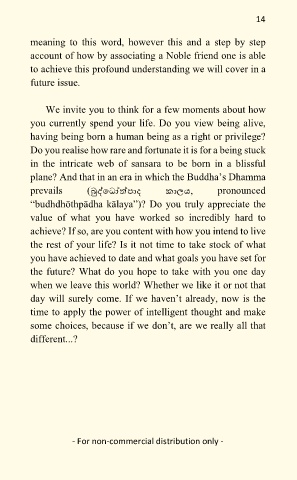 14
meaning to this word, however this and a step by step
account of how by associating a Noble friend one is able
to achieve this profound understanding we will cover in a
future issue.
We invite you to think for a few moments about how
you currently spend your life. Do you view being alive,
having being born a human being as a right or privilege?
Do you realise how rare and fortunate it is for a being stuck
in the intricate web of sansara to be born in a blissful
plane? And that in an era in which the Buddha’s Dhamma
prevails (බුද්ධෝත්පාද කාලය, pronounced
“budhdhōthpādha kālaya”)? Do you truly appreciate the
value of what you have worked so incredibly hard to
achieve? If so, are you content with how you intend to live
the rest of your life? Is it not time to take stock of what
you have achieved to date and what goals you have set for
the future? What do you hope to take with you one day
when we leave this world? Whether we like it or not that
day will surely come. If we haven’t already, now is the
time to apply the power of intelligent thought and make
some choices, because if we don’t, are we really all that
different...?
- For non-commercial distribution only -